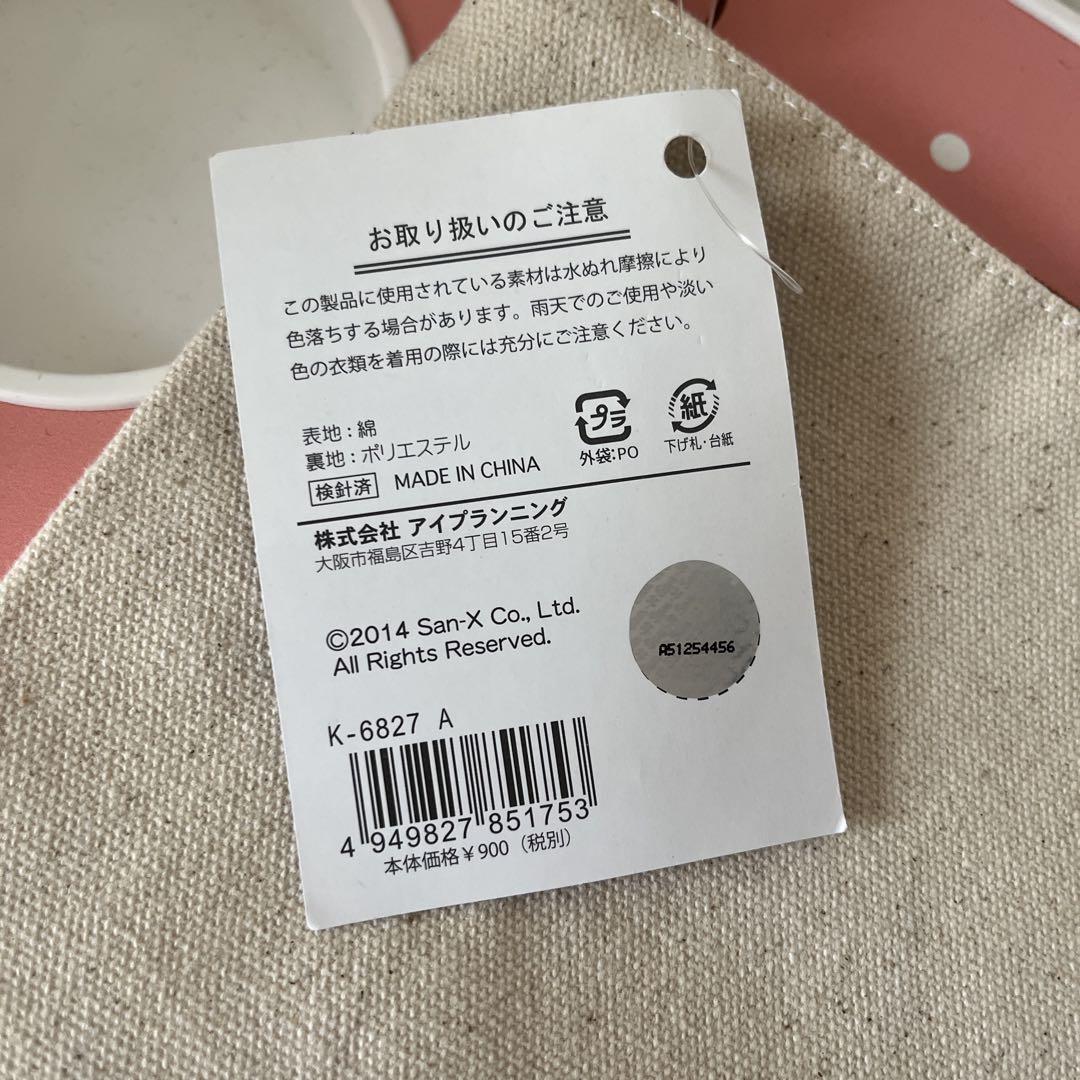 お取り扱いのご注意
この製品に使用されている素材は水ぬれ摩擦により
色落ちする場合があります。雨天でのご使用や淡い
色の衣類を着用の際には充分にご注意ください。
表地：綿
裏地：ポリエステル
検針済 MADE IN CHINA
プラ
外袋：PO
紙
下げ札・台紙
株式会社 アイプランニング
大阪市福島区吉野4丁目15番2号
©2014 San-X Co., Ltd.
All Rights Reserved.
A51254456
K-6827 A
4 949827 851753
本体価格￥900（税別）